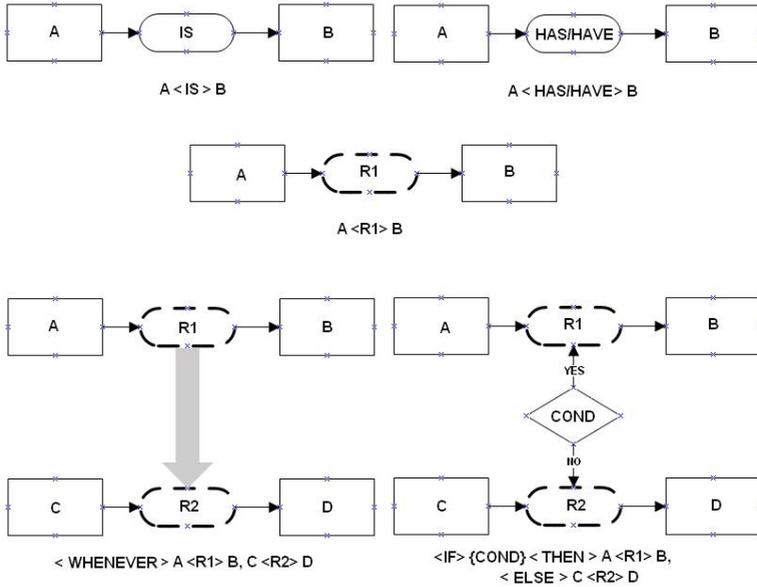 A IS B
A < IS > B
A HAS/HAVE B
A < HAS/HAVE > B
A R1 B
A <R1> B
A R1 B
C R2 D
< WHENEVER > A <R1> B, C <R2> D
A R1 B
YES
COND
NO
C R2 D
<IF> {COND} < THEN > A <R1> B,
< ELSE > C <R2> D